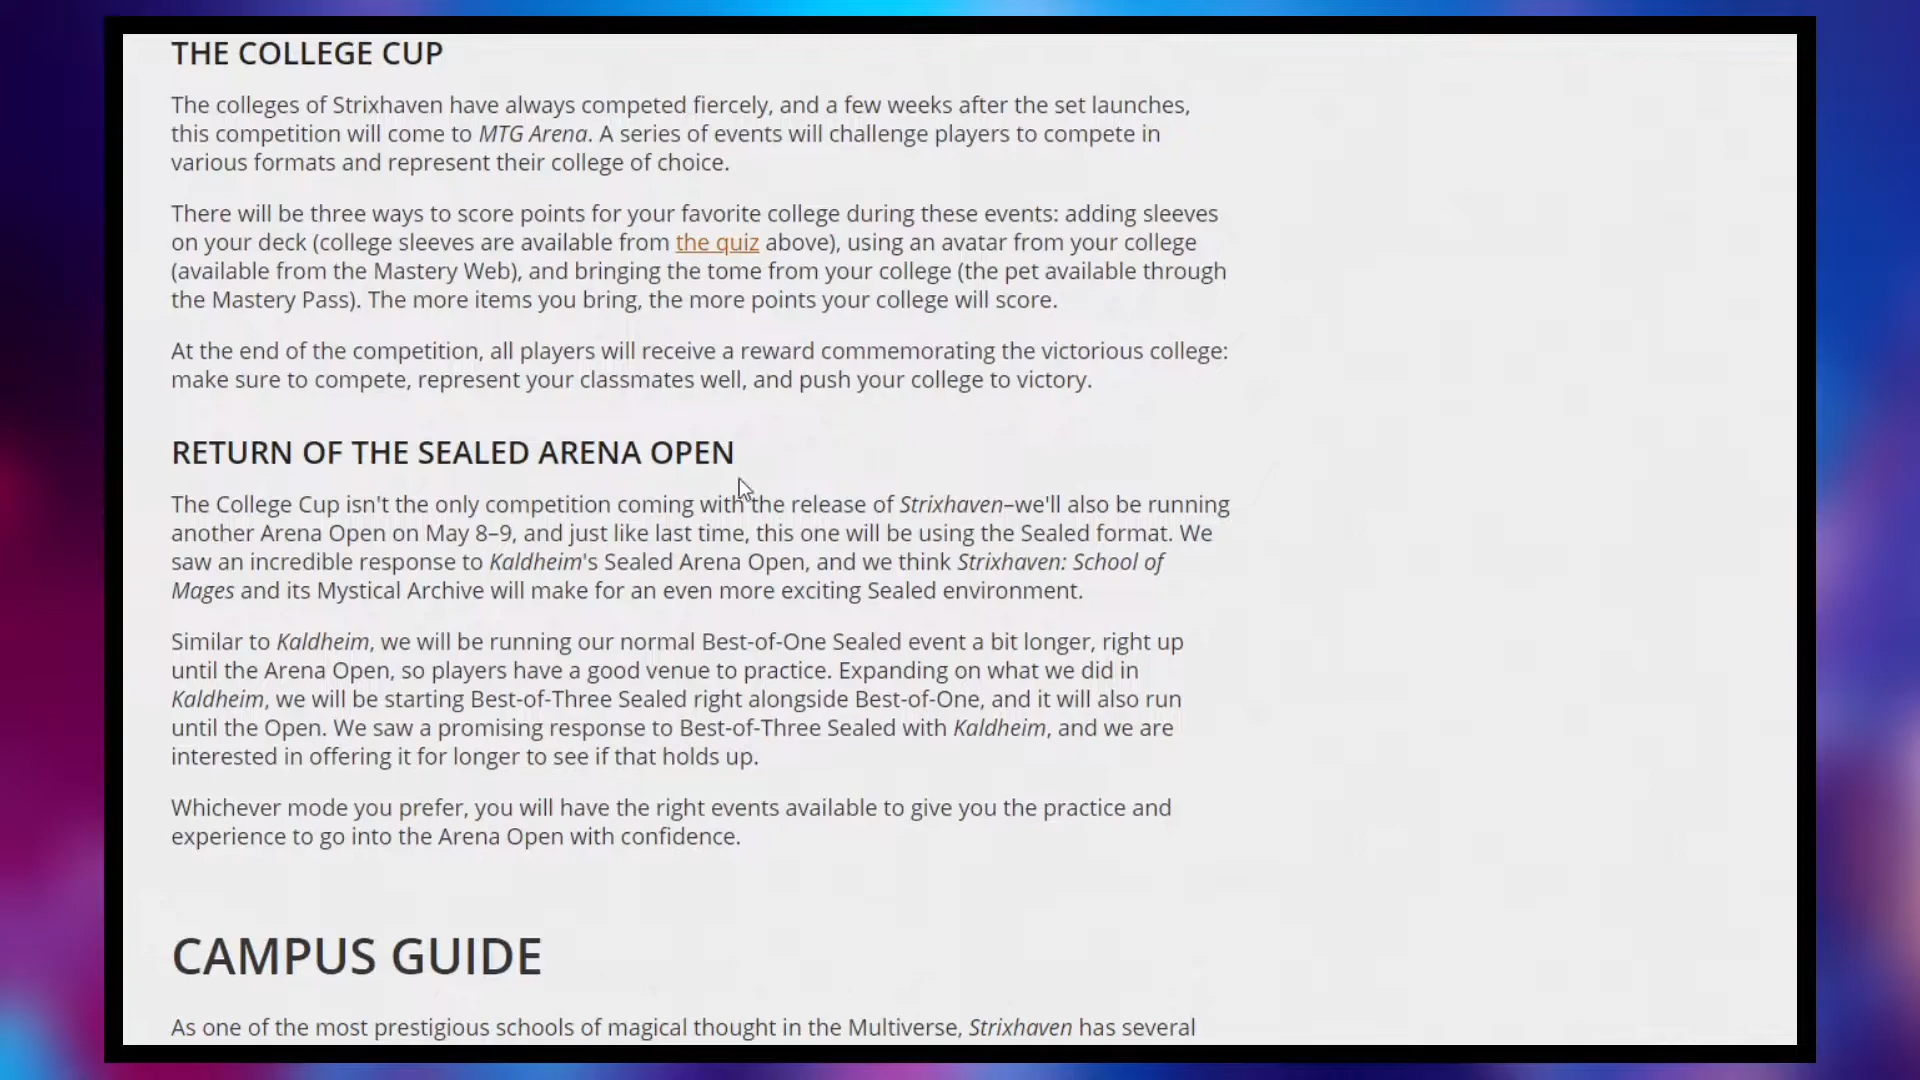 THE COLLEGE CUP
The colleges of Strixhaven have always competed fiercely, and a few weeks after the set launches,
this competition will come to MTG Arena. A series of events will challenge players to compete in
various formats and represent their college of choice.
There will be three ways to score points for your favorite college during these events: adding sleeves
on your deck (college sleeves are available from the quiz above), using an avatar from your college
(available from the Mastery Web), and bringing the tome from your college (the pet available through
the Mastery Pass). The more items you bring, the more points your college will score.
At the end of the competition, all players will receive a reward commemorating the victorious college:
make sure to compete, represent your classmates well, and push your college to victory.
RETURN OF THE SEALED ARENA OPEN
The College Cup isn't the only competition coming with the release of Strixhaven–we'll also be running
another Arena Open on May 8–9, and just like last time, this one will be using the Sealed format. We
saw an incredible response to Kaldheim's Sealed Arena Open, and we think Strixhaven: School of
Mages and its Mystical Archive will make for an even more exciting Sealed environment.
Similar to Kaldheim, we will be running our normal Best-of-One Sealed event a bit longer, right up
until the Arena Open, so players have a good venue to practice. Expanding on what we did in
Kaldheim, we will be starting Best-of-Three Sealed right alongside Best-of-One, and it will also run
until the Open. We saw a promising response to Best-of-Three Sealed with Kaldheim, and we are
interested in offering it for longer to see if that holds up.
Whichever mode you prefer, you will have the right events available to give you the practice and
experience to go into the Arena Open with confidence.
CAMPUS GUIDE
As one of the most prestigious schools of magical thought in the Multiverse, Strixhaven has several